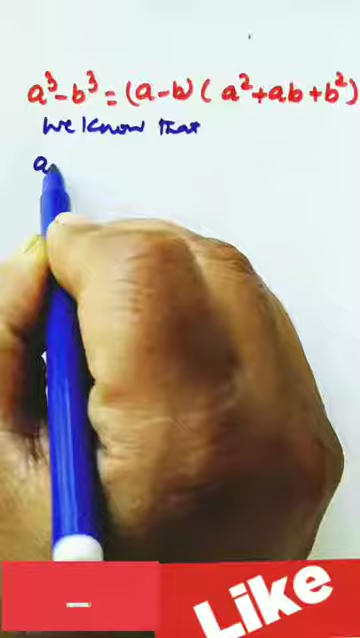 a³-b³ = (a-b) ( a²+ab+b²)
We know that
a
Like